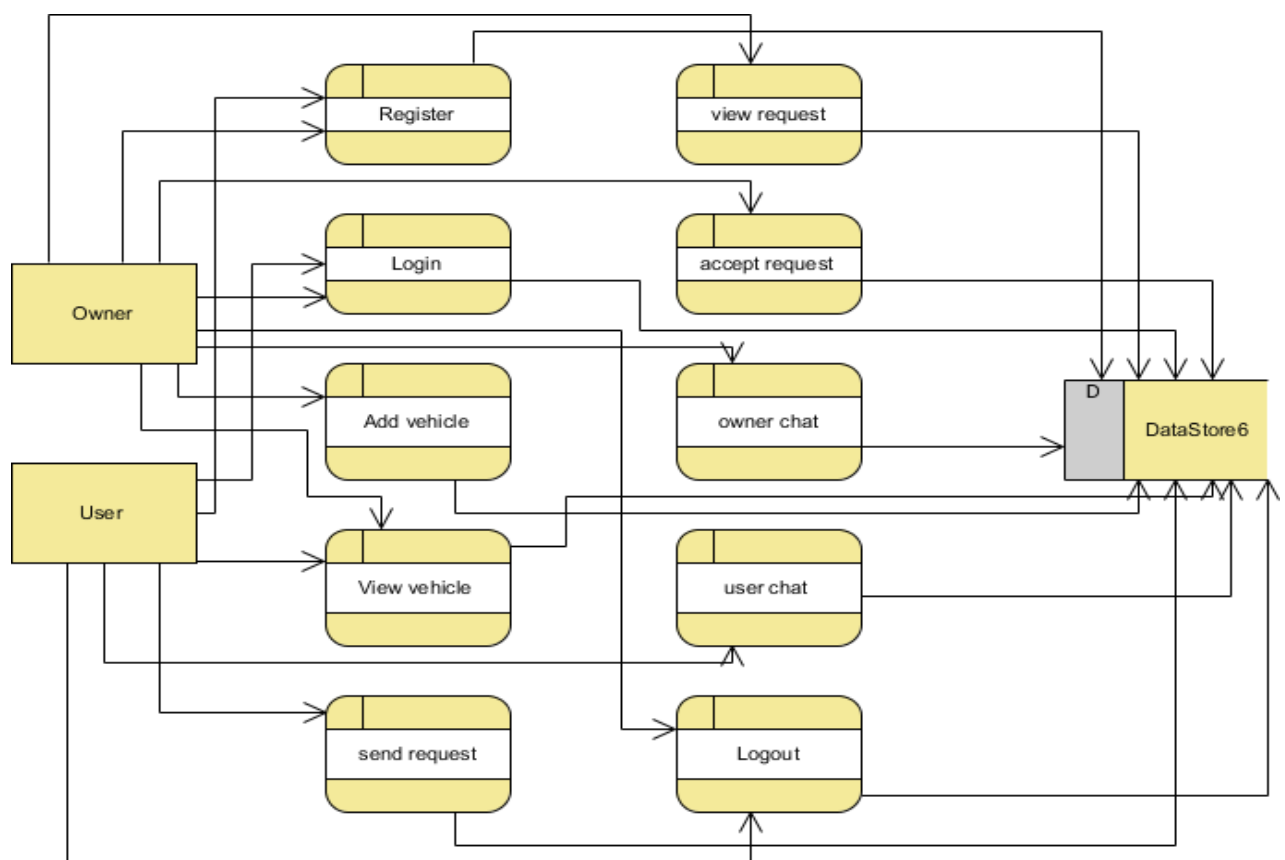 Register
view request
Login
accept request
Owner
D
Add vehicle
owner chat
DataStore6
User
View vehicle
user chat
send request
Logout